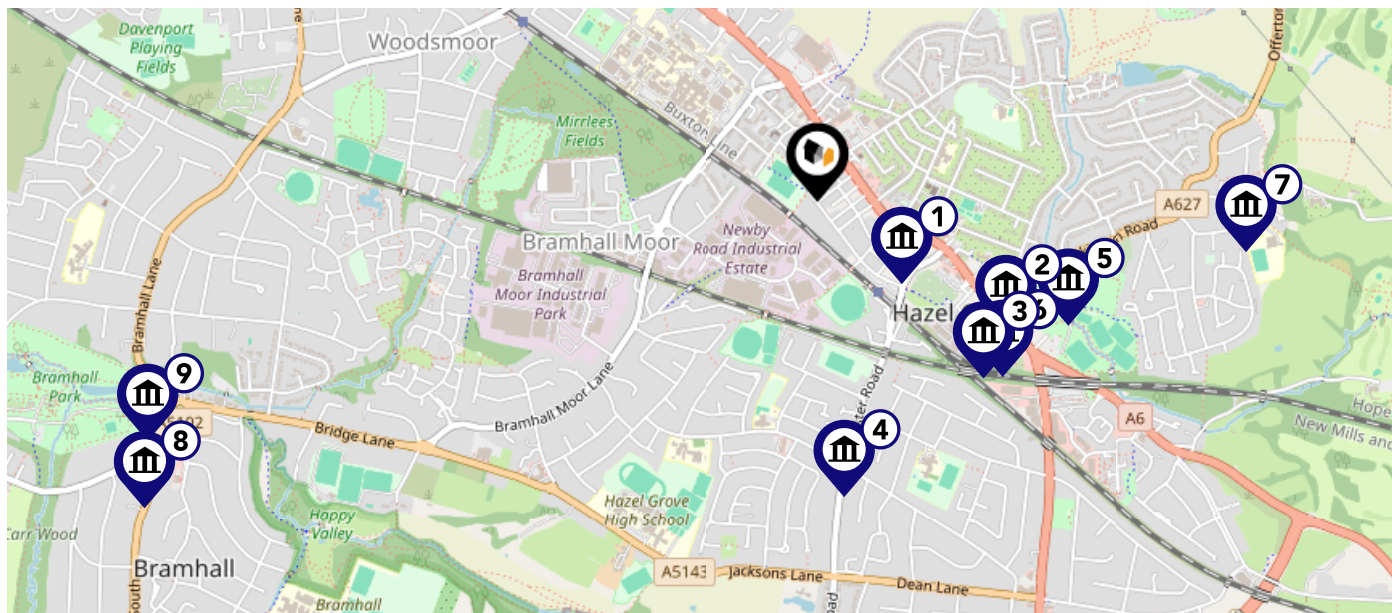 Davenport
Playing
Fields
Woodsmoor
Buxton Line
Mirrlees
Fields
Offerton
A627
7
1
Bramhall Moor
Newby
Road Industrial
Estate
Road
2
5
Bramhall
Moor Industrial
Park
Hazel
3
6
Bramhall Lane
Bramhall
Park
9
Bramhall Moor Lane
A6
Hope
New Mills and
Bridge Lane
4
8
Hazel Grove
High School
Happy
Valley
Carr Wood
Bramhall
A5143
Jacksons Lane
Dean Lane
South
Bramhall